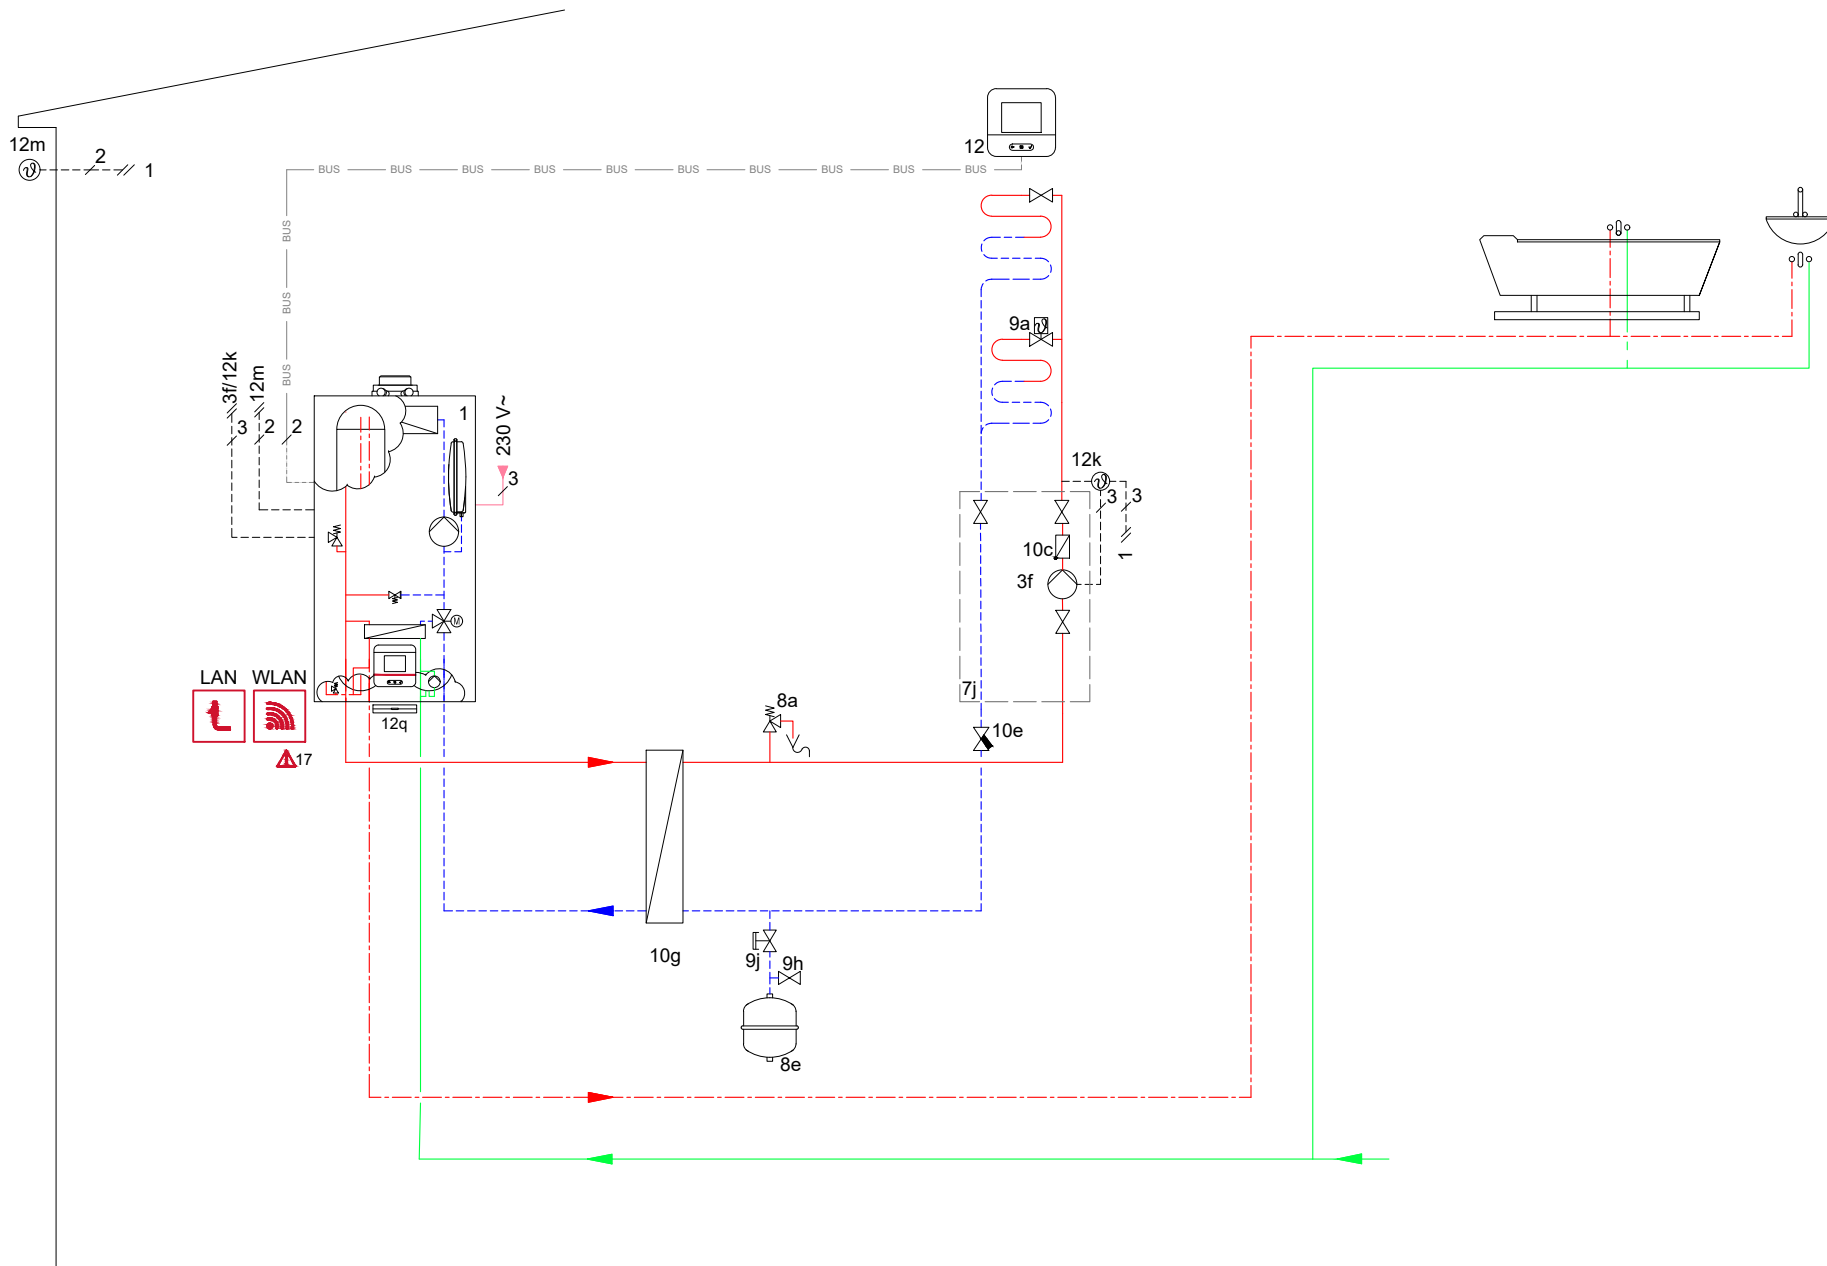 12
12m
2
1
BUS BUS BUS BUS BUS BUS BUS BUS BUS BUS
BUS
BUS
BUS
9a
3f/12k
12m
3
2
2
1
230 V~
3
12k
3
3
1
10c
3f
M
LAN
WLAN
7j
12q
8a
10e
17
10g
9j
9h
8e